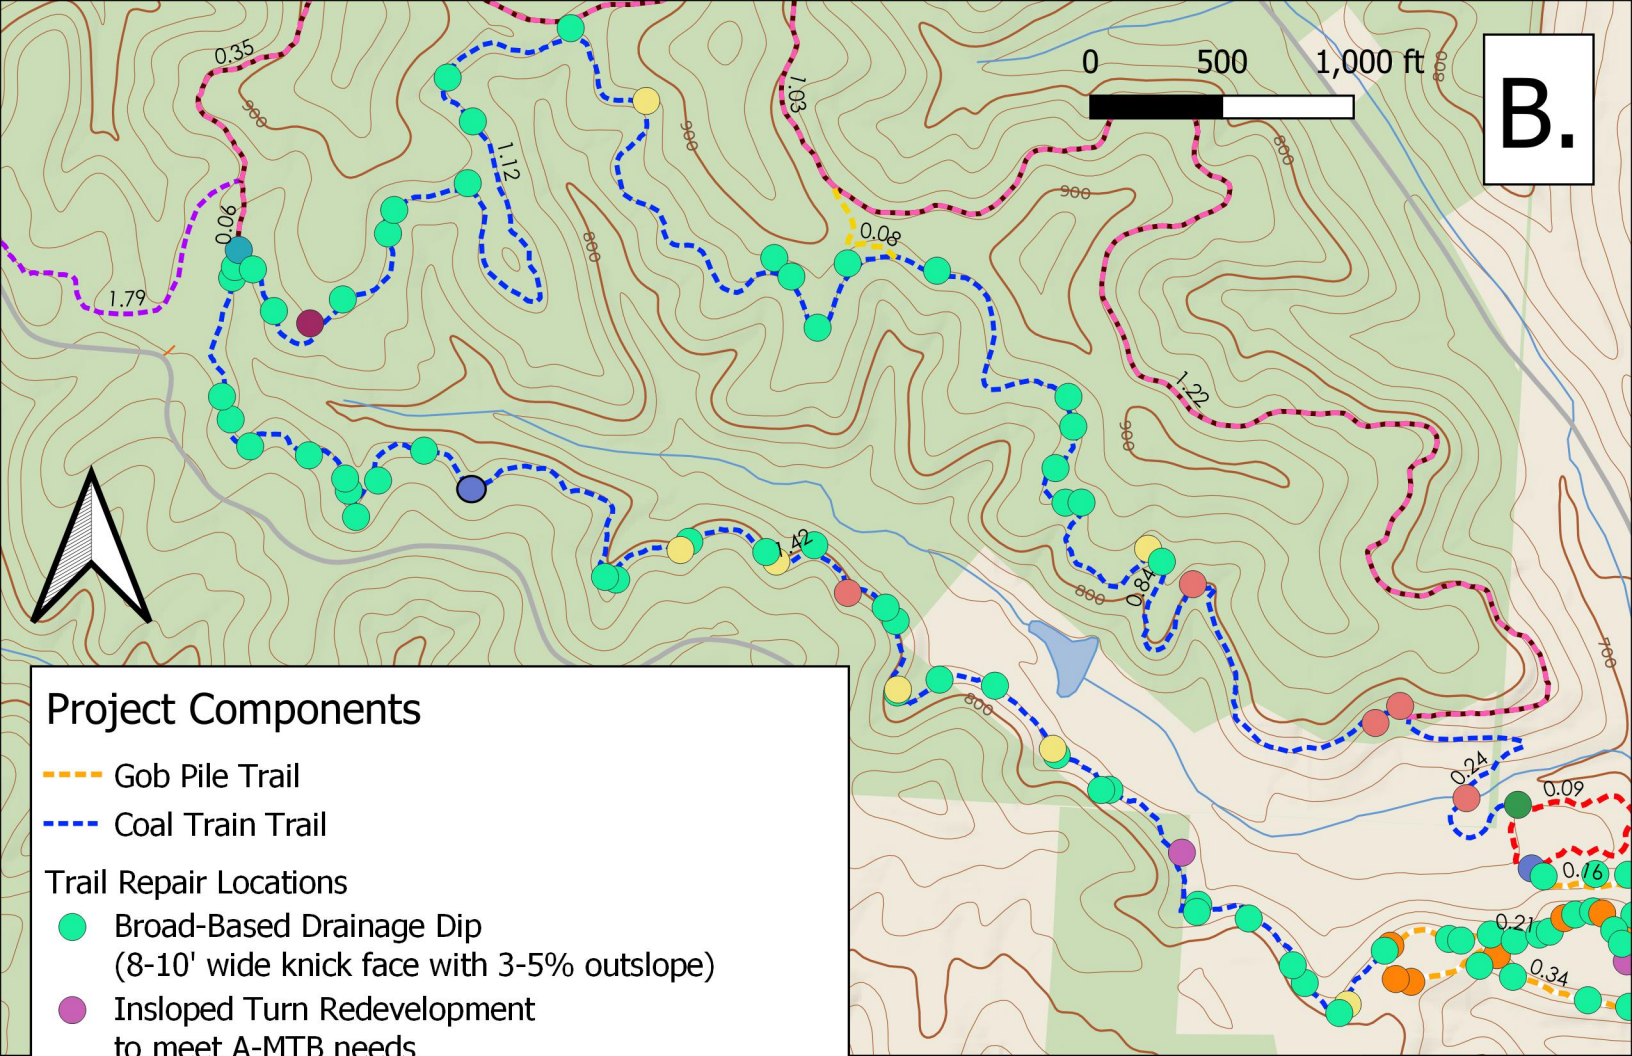 0.35
900
0.06
1.79
1.12
900
800
1.03
0.08
0 500 1,000 ft
800
B.
800
900
1.22
900
1.42
0.84
800
800
700
0.24
0.09
0.16
0.21
0.34
Project Components
Gob Pile Trail
Coal Train Trail
Trail Repair Locations
Broad-Based Drainage Dip
(8-10' wide knick face with 3-5% outslope)
Insloped Turn Redevelopment
to meet A-MTB needs